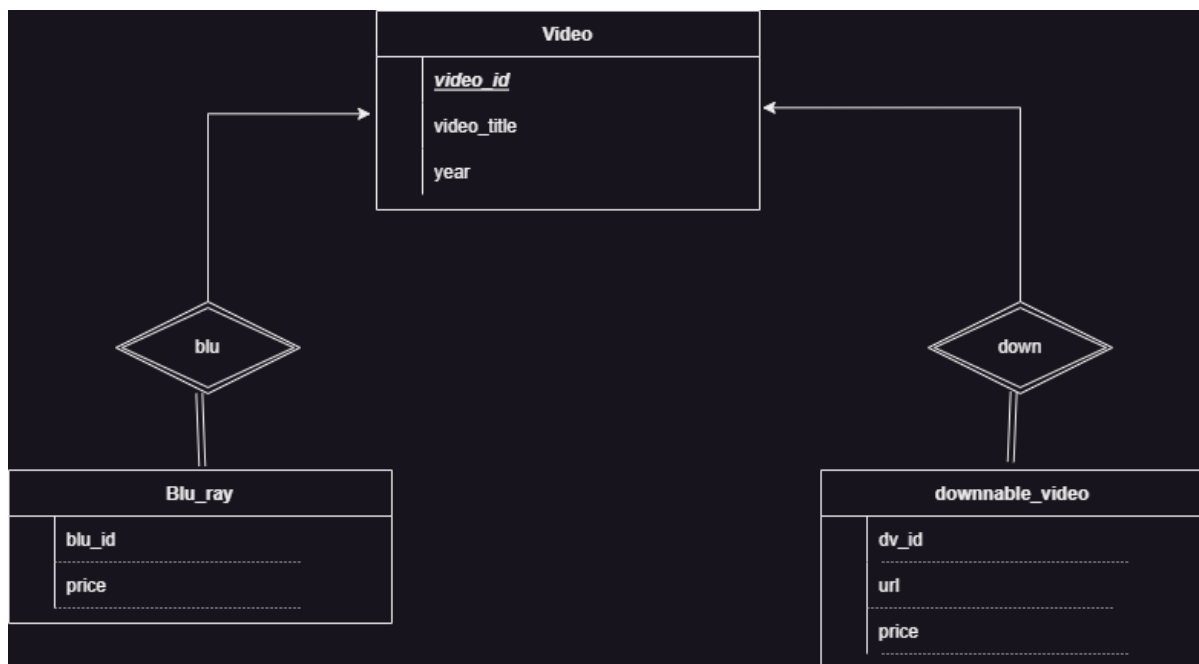 Video
video_id
video_title
year
blu
down
Blu_ray
blu_id
price
downnable_video
dv_id
url
price